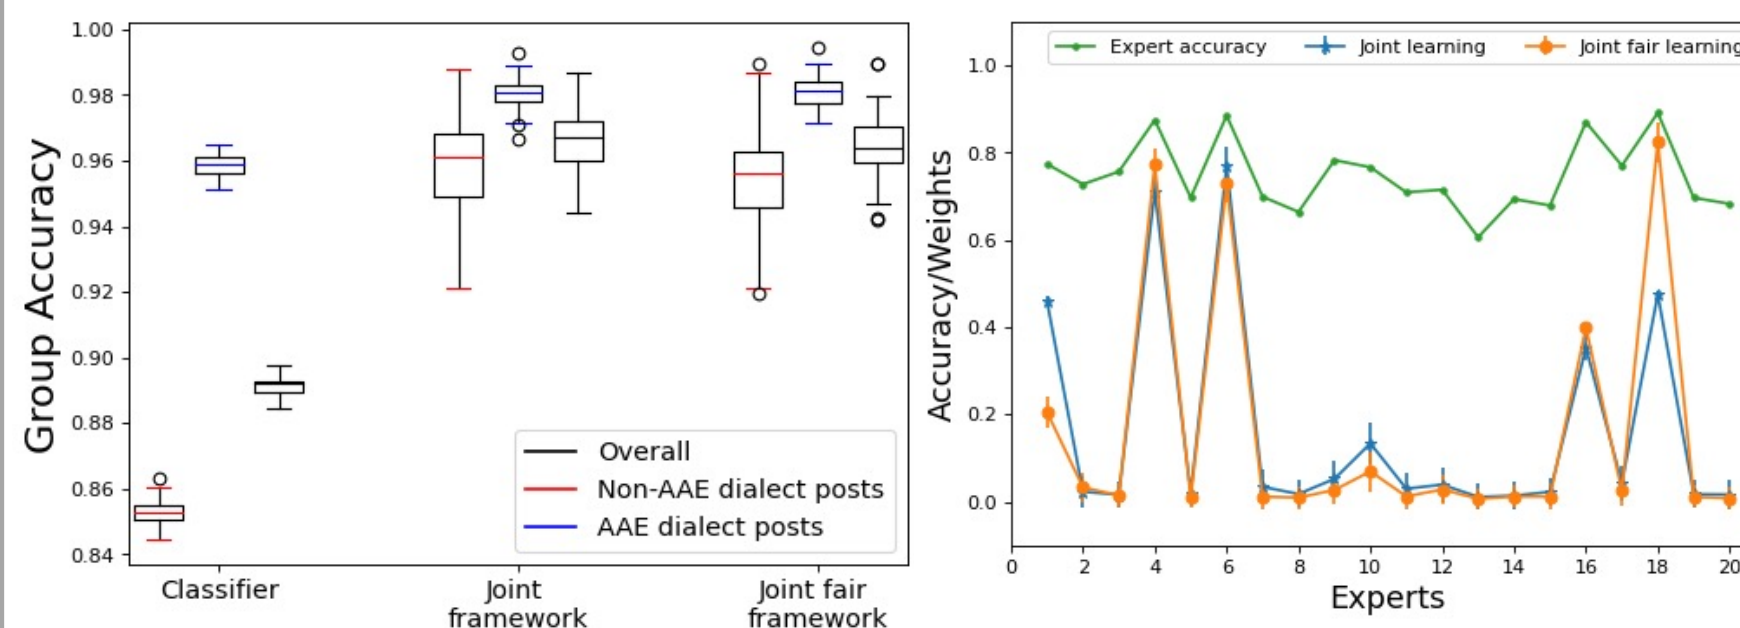 Group Accuracy
1.00
0.98
0.96
0.94
0.92
0.90
0.88
0.86
0.84
Overall
Non-AAE dialect posts
AAE dialect posts
Classifier
Joint
framework
Joint fair
framework
Accuracy/Weights
Expert accuracy
Joint learning
Joint fair learning
1.0
0.8
0.6
0.4
0.2
0.0
0 2 4 6 8 10 12 14 16 18 20
Experts